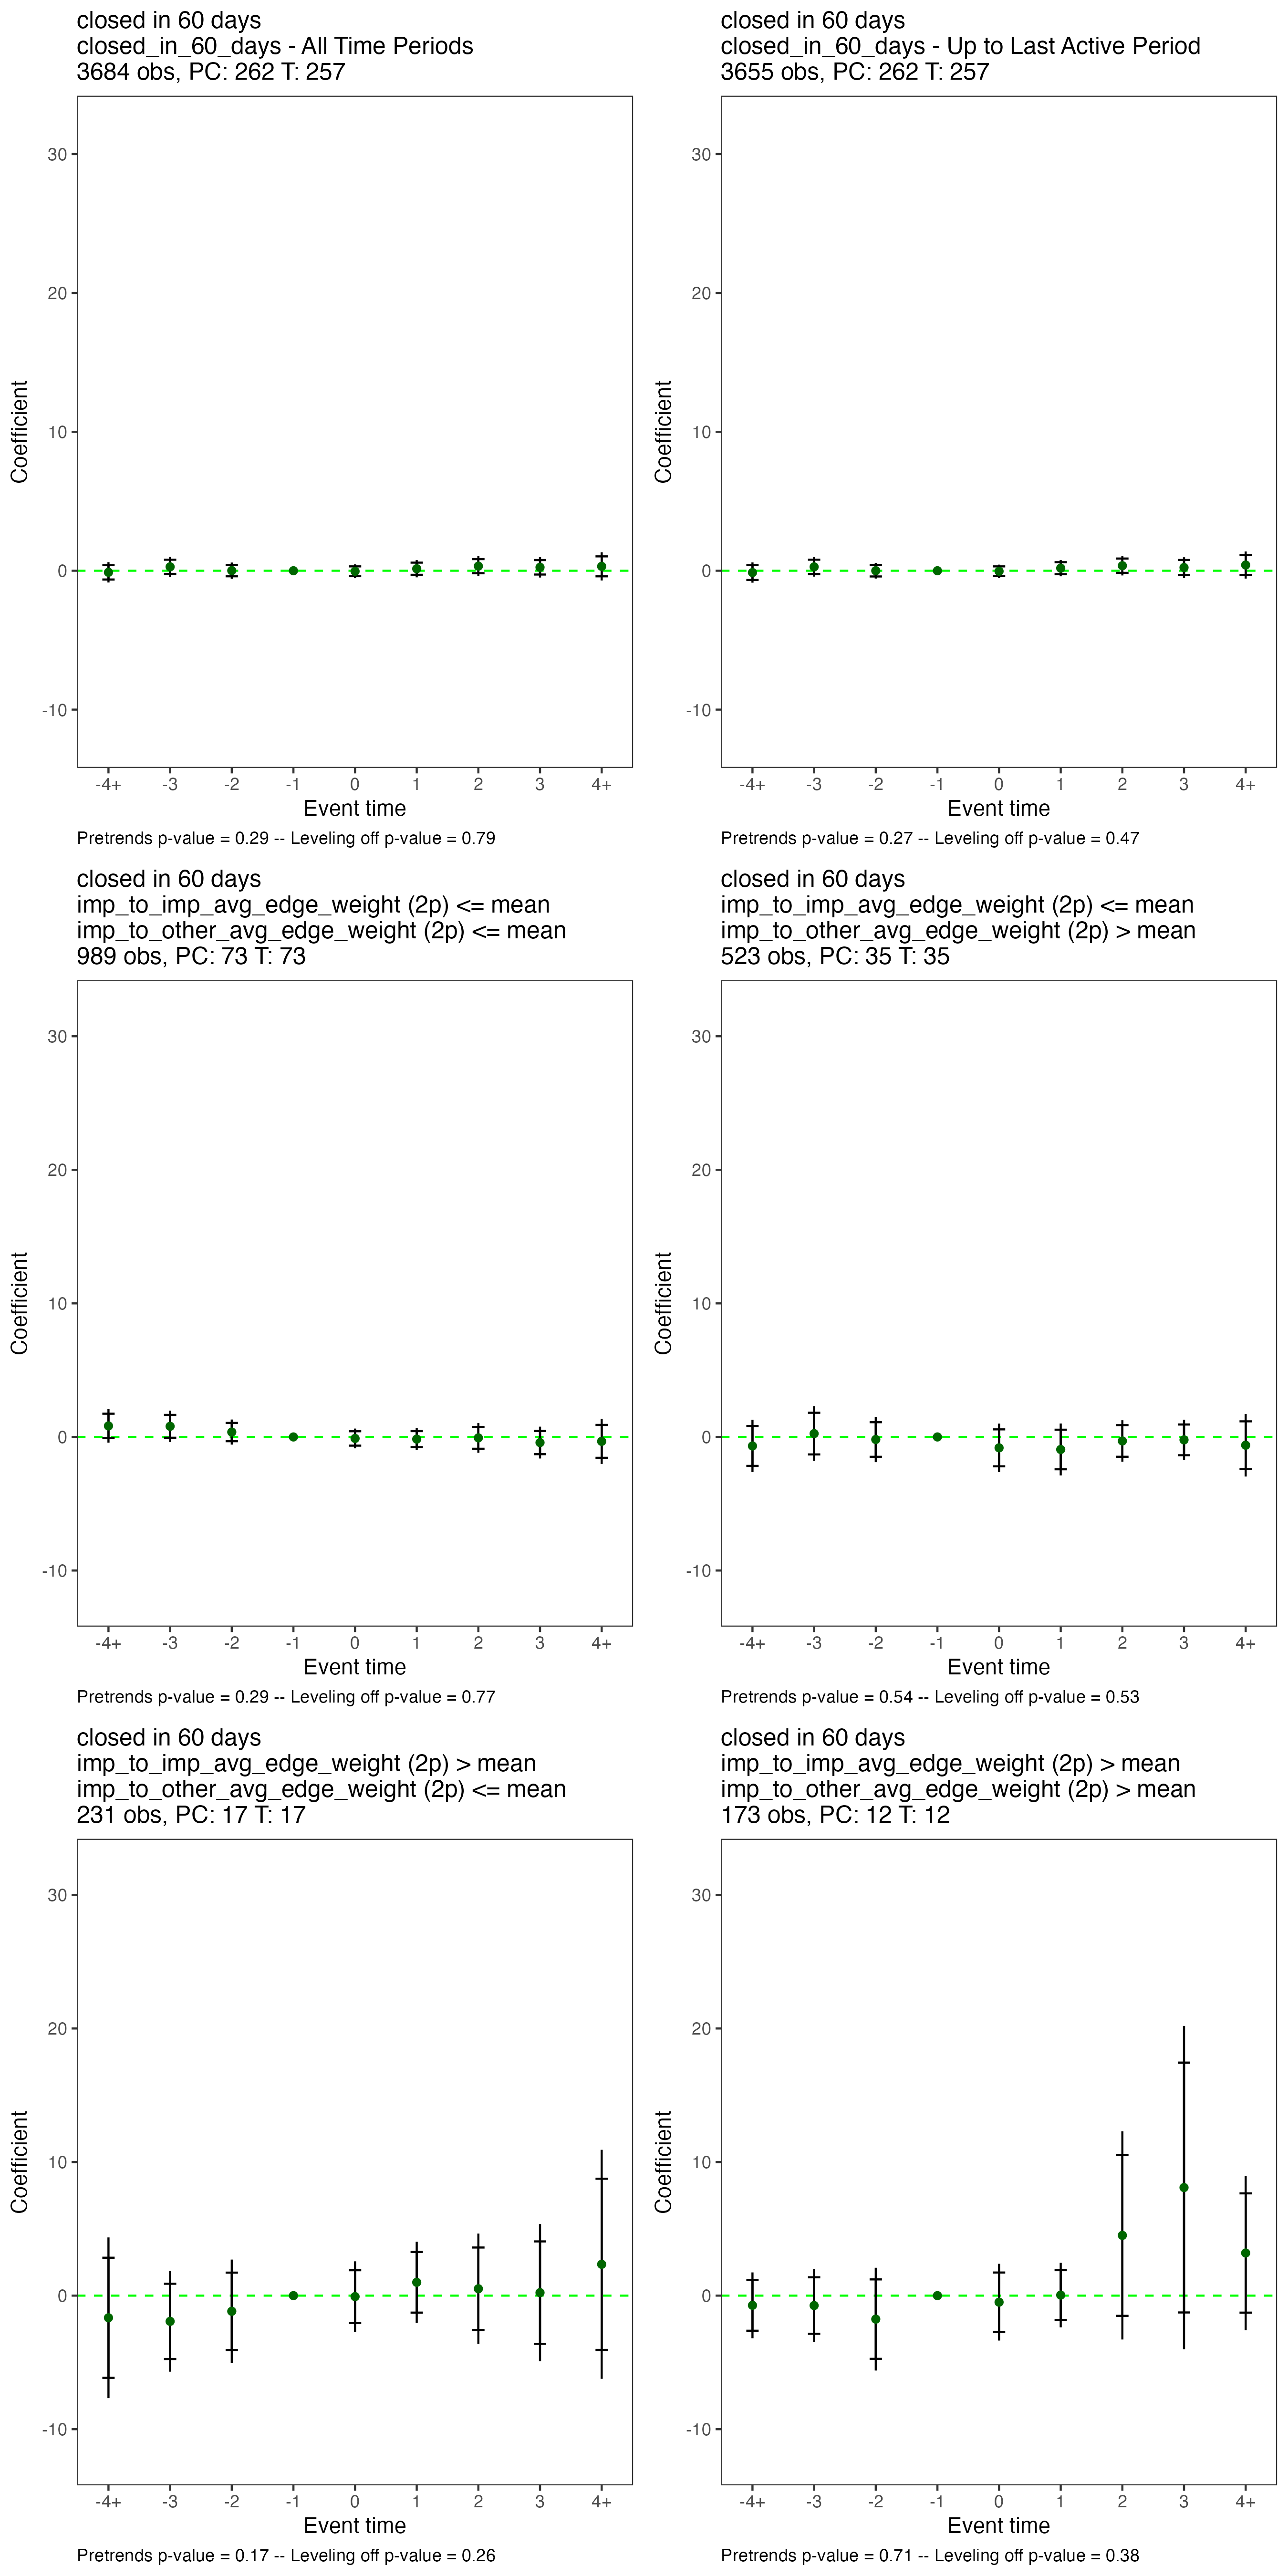 closed in 60 days
closed_in_60_days - All Time Periods
3684 obs, PC: 262 T: 257
30
20
10
0
-10
Coefficient
-4+ -3 -2 -1 0 1 2 3 4+
Event time
Pretrends p-value = 0.29 -- Leveling off p-value = 0.79
closed in 60 days
closed_in_60_days - Up to Last Active Period
3655 obs, PC: 262 T: 257
30
20
10
0
-10
Coefficient
-4+ -3 -2 -1 0 1 2 3 4+
Event time
Pretrends p-value = 0.27 -- Leveling off p-value = 0.47
closed in 60 days
imp_to_imp_avg_edge_weight (2p) <= mean
imp_to_other_avg_edge_weight (2p) <= mean
989 obs, PC: 73 T: 73
30
20
10
0
-10
Coefficient
-4+ -3 -2 -1 0 1 2 3 4+
Event time
Pretrends p-value = 0.29 -- Leveling off p-value = 0.77
closed in 60 days
imp_to_imp_avg_edge_weight (2p) <= mean
imp_to_other_avg_edge_weight (2p) > mean
523 obs, PC: 35 T: 35
30
20
10
0
-10
Coefficient
-4+ -3 -2 -1 0 1 2 3 4+
Event time
Pretrends p-value = 0.54 -- Leveling off p-value = 0.53
closed in 60 days
imp_to_imp_avg_edge_weight (2p) > mean
imp_to_other_avg_edge_weight (2p) <= mean
231 obs, PC: 17 T: 17
30
20
10
0
-10
Coefficient
-4+ -3 -2 -1 0 1 2 3 4+
Event time
Pretrends p-value = 0.17 -- Leveling off p-value = 0.26
closed in 60 days
imp_to_imp_avg_edge_weight (2p) > mean
imp_to_other_avg_edge_weight (2p) > mean
173 obs, PC: 12 T: 12
30
20
10
0
-10
Coefficient
-4+ -3 -2 -1 0 1 2 3 4+
Event time
Pretrends p-value = 0.71 -- Leveling off p-value = 0.38